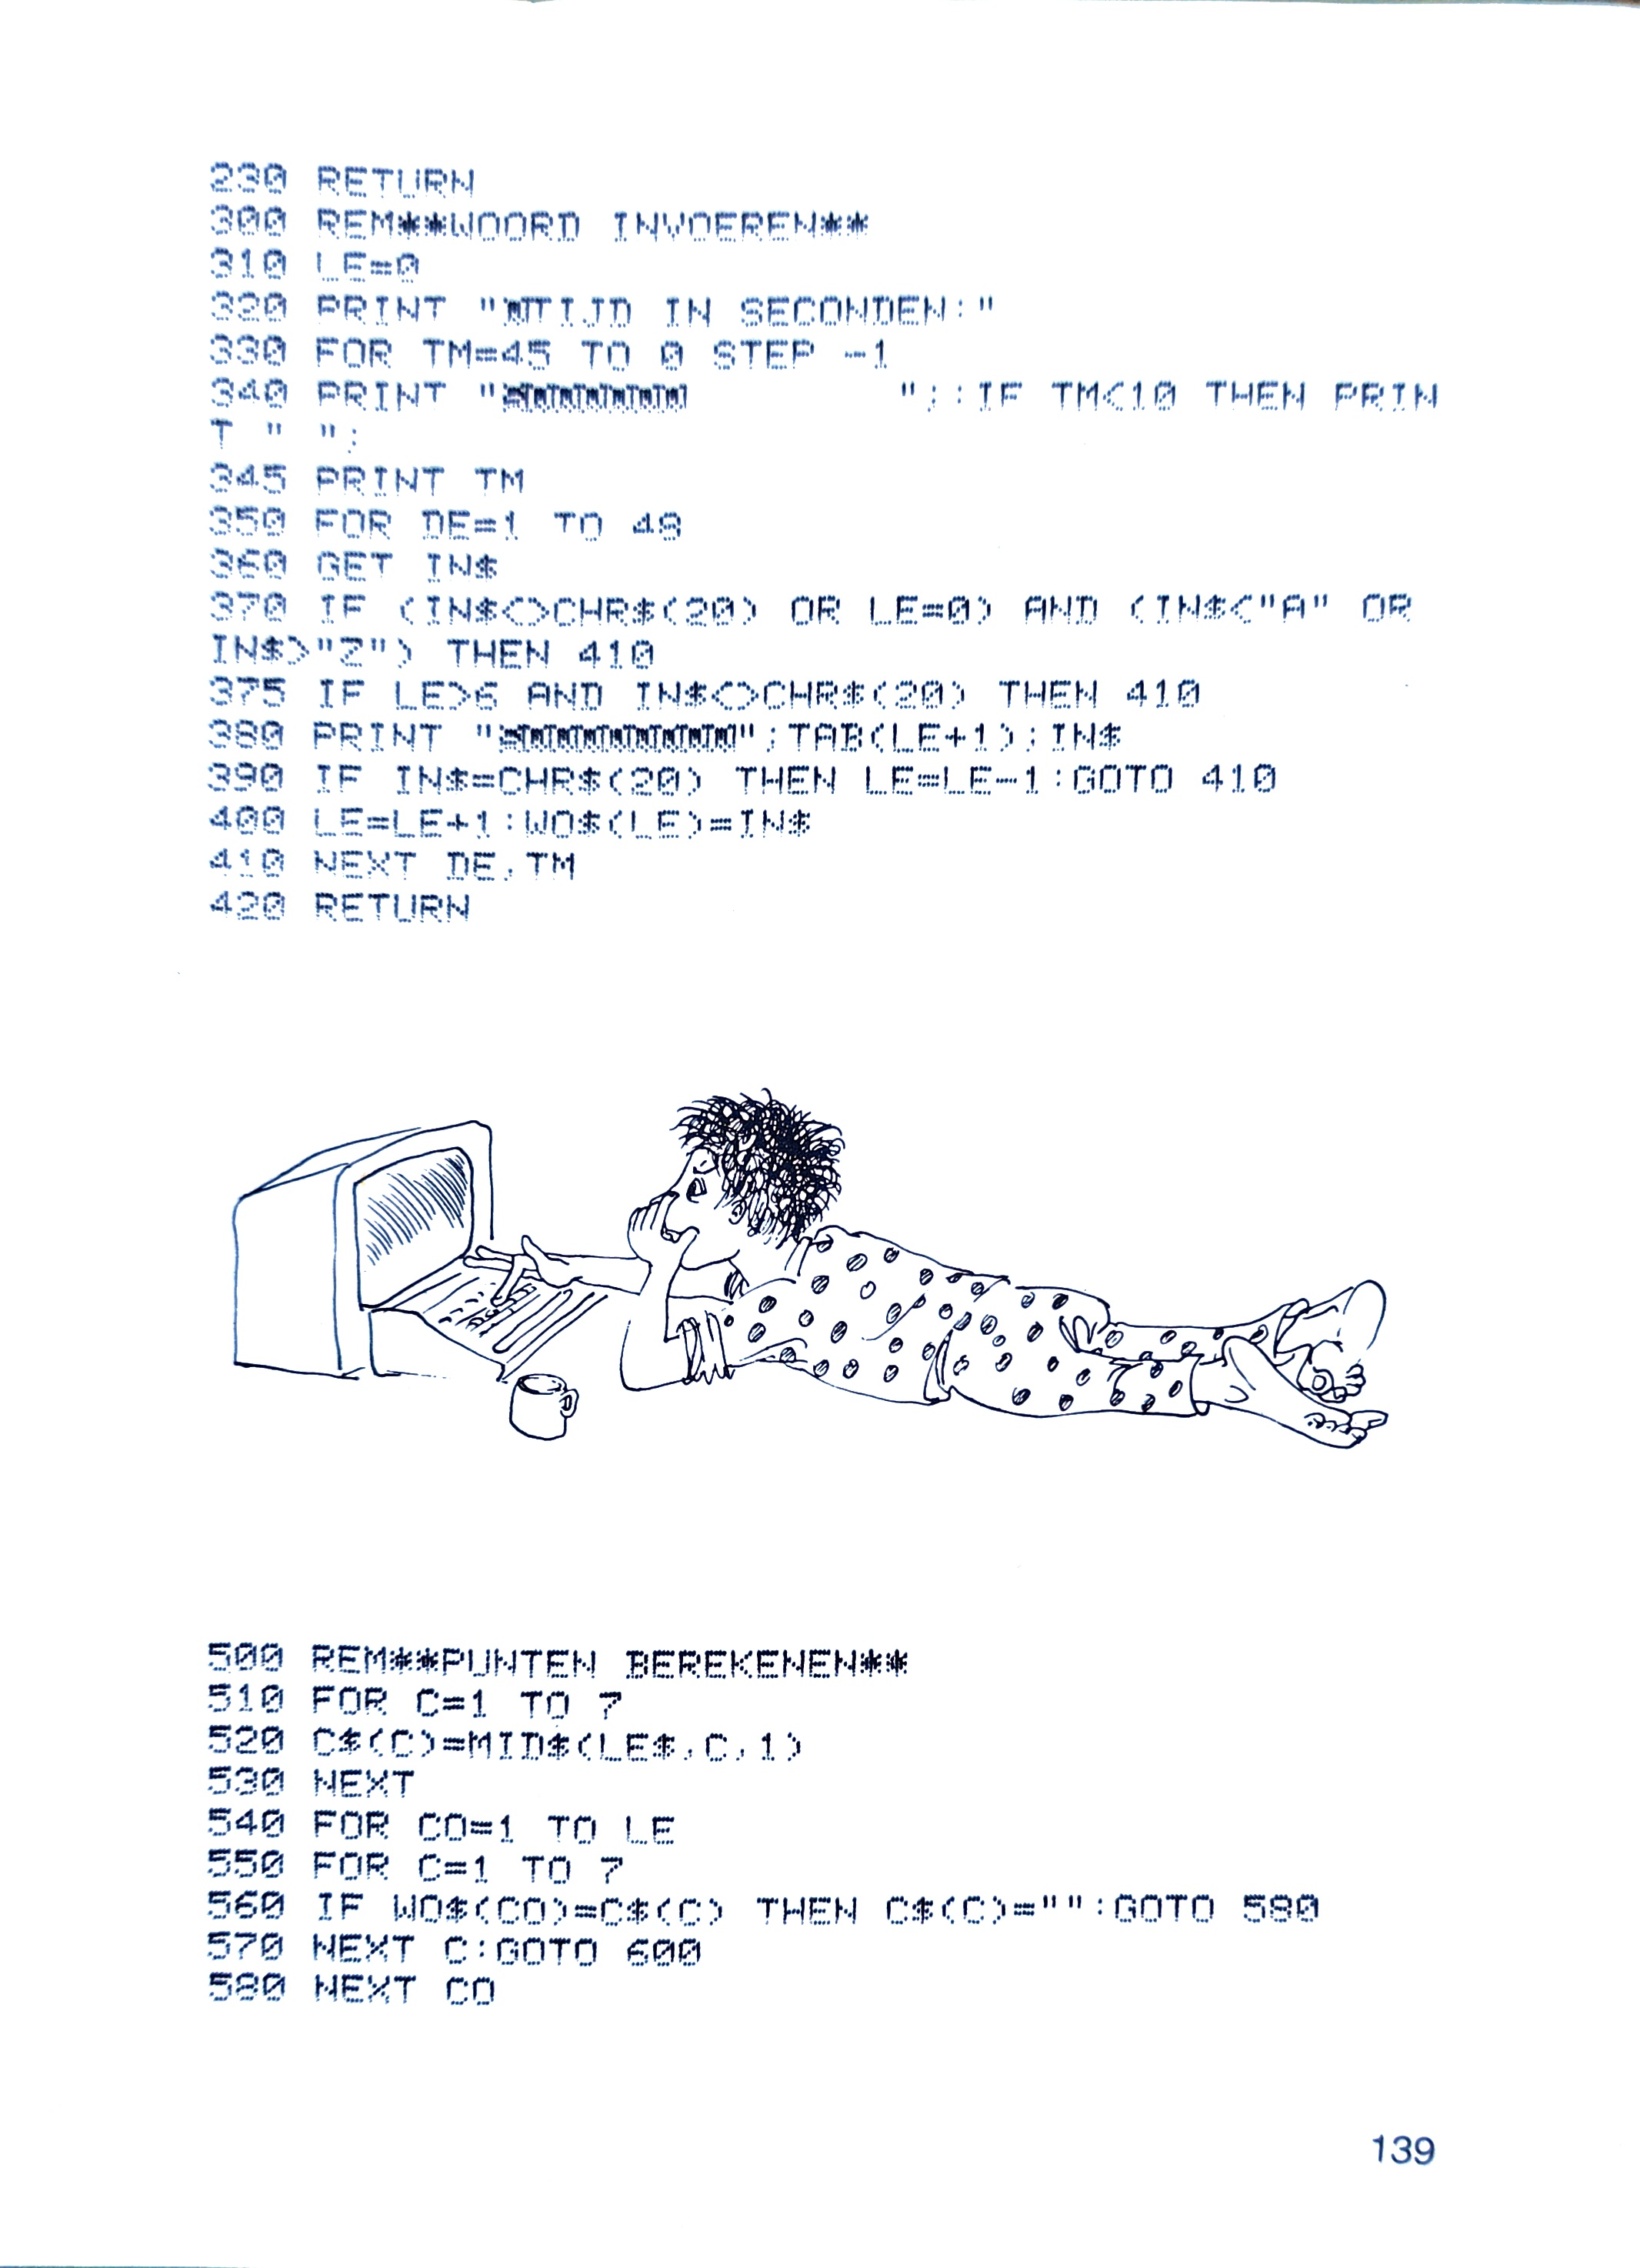 230 RETURN
300 REM**WOORD INVOEREN**
310 LE=0
320 PRINT "TIJD IN SECONDEN:"
330 FOR TM=45 TO 0 STEP -1
340 PRINT " ";:IF TM<10 THEN PRIN
T " ";
345 PRINT TM
350 FOR DE=1 TO 48
360 GET IN$
370 IF (IN$<>CHR$(20) OR LE=0) AND (IN$<"A" OR
IN$>"Z") THEN 410
375 IF LE>6 AND IN$<>CHR$(20) THEN 410
380 PRINT "";TAB(LE+1);IN$
390 IF IN$=CHR$(20) THEN LE=LE-1:GOTO 410
400 LE=LE+1:WO$(LE)=IN$
410 NEXT DE,TM
420 RETURN
500 REM**PUNTEN BEREKENEN**
510 FOR C=1 TO 7
520 C$(C)=MID$(LE$,C,1)
530 NEXT
540 FOR CO=1 TO LE
550 FOR C=1 TO 7
560 IF WO$(CO)=C$(C) THEN C$(C)="":GOTO 580
570 NEXT C:GOTO 600
580 NEXT CO
139